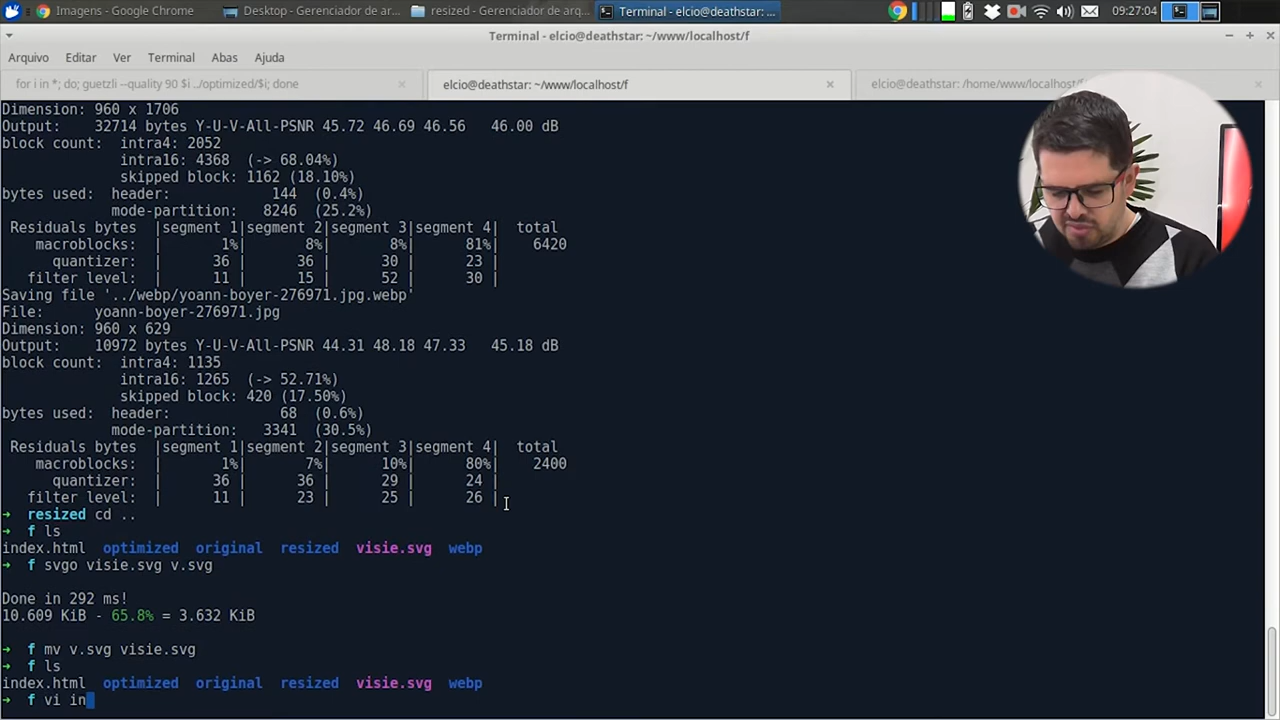 Imagens - Google Chrome
Desktop - Gerenciador de ar...
resized - Gerenciador de arq...
Terminal - elcio@deathstar: ...
09:27:04
Terminal - elcio@deathstar: ~/www/localhost/f
Arquivo Editar Ver Terminal Abas Ajuda
for i in *; do; guetzli --quality 90 $i ../optimized/$i; done
elcio@deathstar: ~/www/localhost/f
elcio@deathstar: /home/www/localhost/f
Dimension: 960 x 1706
Output:    32714 bytes Y-U-V-All-PSNR 45.72 46.69 46.56   46.00 dB
block count:  intra4: 2052
              intra16: 4368  (-> 68.04%)
              skipped block: 1162 (18.10%)
bytes used:  header:            144  (0.4%)
             mode-partition:   8246  (25.2%)
 Residuals bytes  |segment 1|segment 2|segment 3|segment 4|  total
    macroblocks:  |       1%|       8%|       8%|      81%|    6420
      quantizer:  |      36 |      36 |      30 |      23 |
   filter level:  |      11 |      15 |      52 |      30 |
Saving file '../webp/yoann-boyer-276971.jpg.webp'
File:      yoann-boyer-276971.jpg
Dimension: 960 x 629
Output:    10972 bytes Y-U-V-All-PSNR 44.31 48.18 47.33   45.18 dB
block count:  intra4: 1135
              intra16: 1265  (-> 52.71%)
              skipped block: 420 (17.50%)
bytes used:  header:             68  (0.6%)
             mode-partition:   3341  (30.5%)
 Residuals bytes  |segment 1|segment 2|segment 3|segment 4|  total
    macroblocks:  |       1%|       7%|      10%|      80%|    2400
      quantizer:  |      36 |      36 |      29 |      24 |
   filter level:  |      11 |      23 |      25 |      26 |
➜  resized cd ..
➜  f ls
index.html  optimized  original  resized  visie.svg  webp
➜  f svgo visie.svg v.svg
Done in 292 ms!
10.609 KiB - 65.8% = 3.632 KiB
➜  f mv v.svg visie.svg
➜  f ls
index.html  optimized  original  resized  visie.svg  webp
➜  f vi in